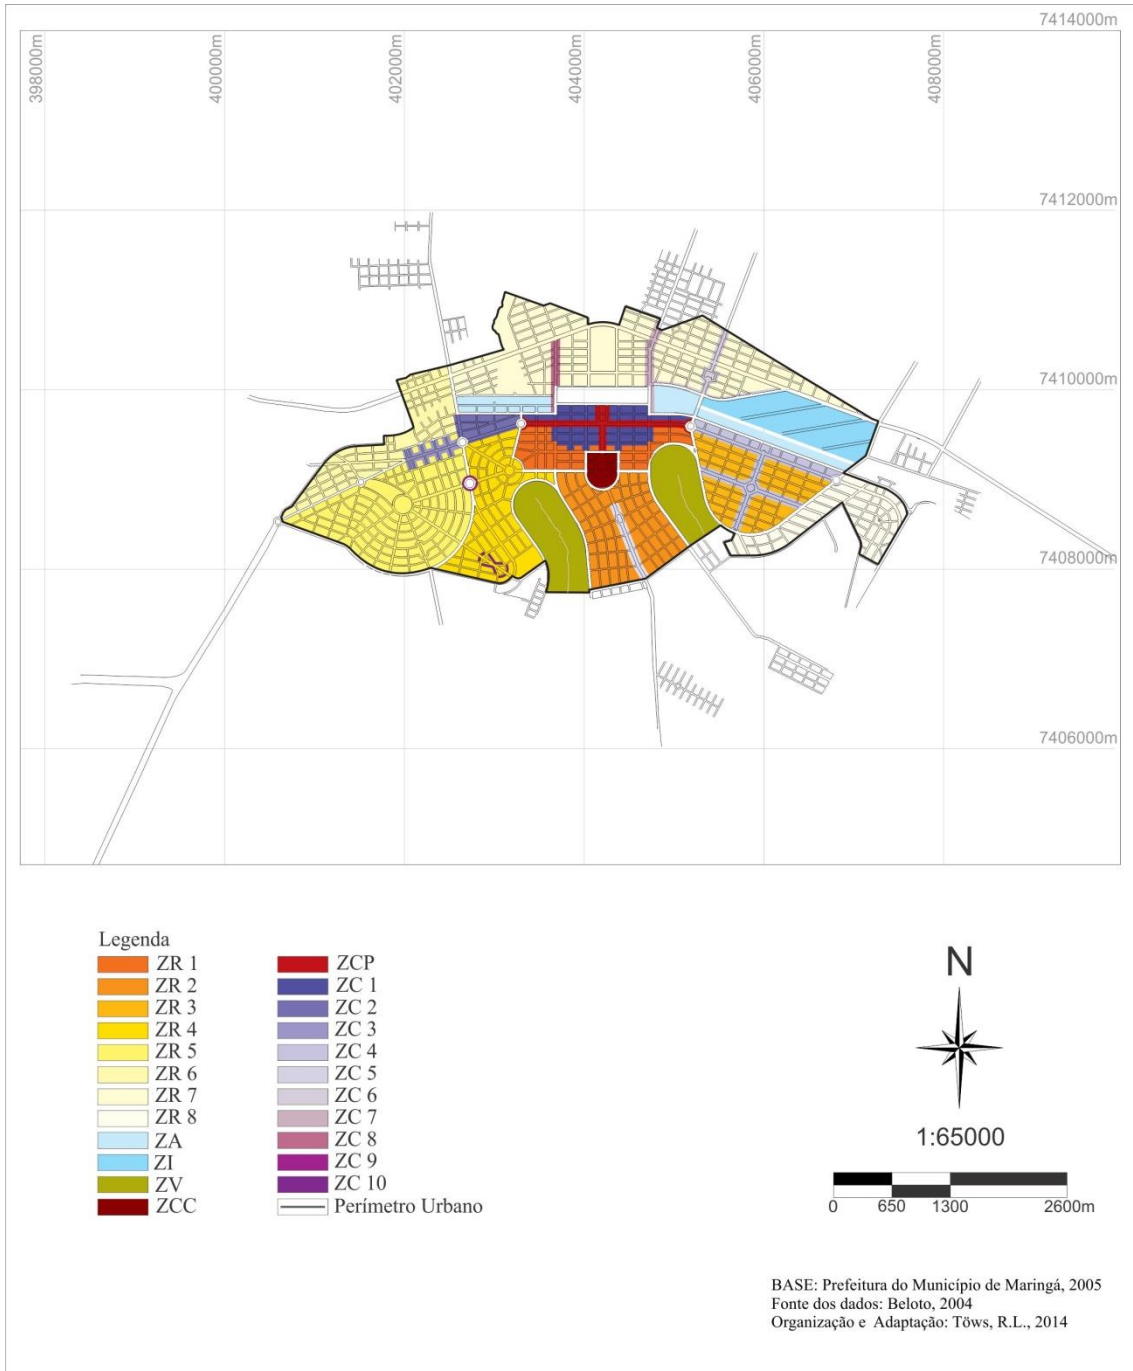 7414000m
398000m
400000m
402000m
404000m
406000m
408000m
7412000m
7410000m
7408000m
7406000m
Legenda
ZR 1
ZR 2
ZR 3
ZR 4
ZR 5
ZR 6
ZR 7
ZR 8
ZA
ZI
ZV
ZCC
ZCP
ZC 1
ZC 2
ZC 3
ZC 4
ZC 5
ZC 6
ZC 7
ZC 8
ZC 9
ZC 10
Perímetro Urbano
N
1:65000
0 650 1300 2600m
BASE: Prefeitura do Município de Maringá, 2005
Fonte dos dados: Beloto, 2004
Organização e Adaptação: Töws, R.L., 2014